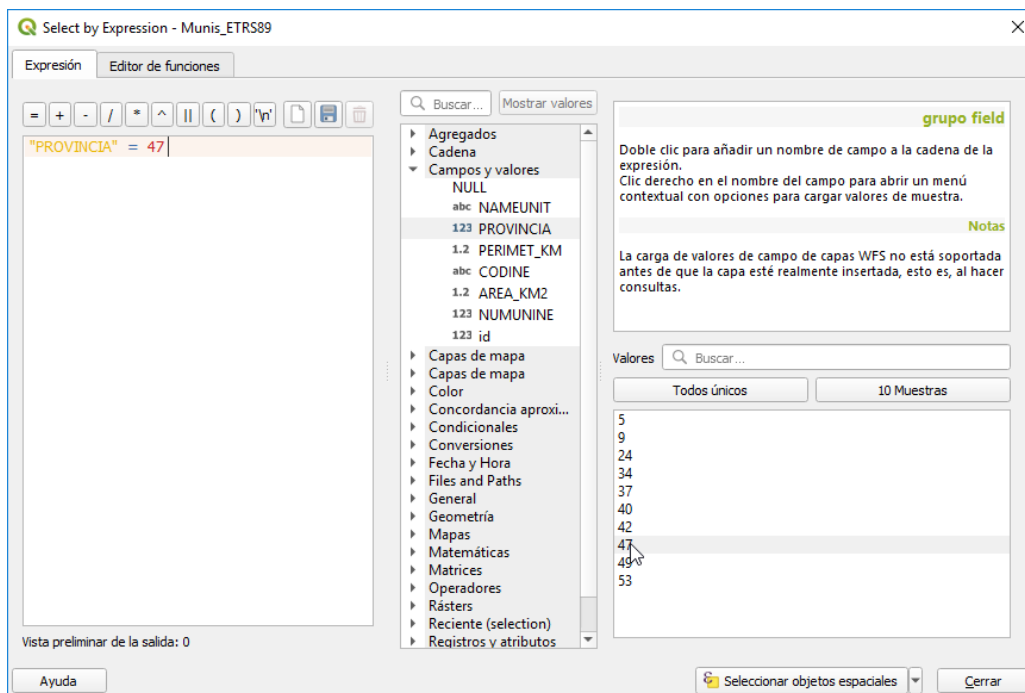 Select by Expression - Munis_ETRS89
Expresión
Editor de funciones
= + - / * ^ || ( ) '\n'
"PROVINCIA" = 47
Vista preliminar de la salida: 0
Buscar...
Mostrar valores
Agregados
Cadena
Campos y valores
NULL
abc NAMEUNIT
123 PROVINCIA
1.2 PERIMET_KM
abc CODINE
1.2 AREA_KM2
123 NUMUNINE
123 id
Capas de mapa
Capas de mapa
Color
Concordancia aproxi...
Condicionales
Conversiones
Fecha y Hora
Files and Paths
General
Geometría
Mapas
Matemáticas
Matrices
Operadores
Rásters
Reciente (selection)
Registros y atributos
grupo field
Doble clic para añadir un nombre de campo a la cadena de la
expresión.
Clic derecho en el nombre del campo para abrir un menú
contextual con opciones para cargar valores de muestra.
Notas
La carga de valores de campo de capas WFS no está soportada
antes de que la capa esté realmente insertada, esto es, al hacer
consultas.
Valores
Buscar...
Todos únicos
10 Muestras
5
9
24
34
37
40
42
47
49
53
Ayuda
Seleccionar objetos espaciales
Cerrar